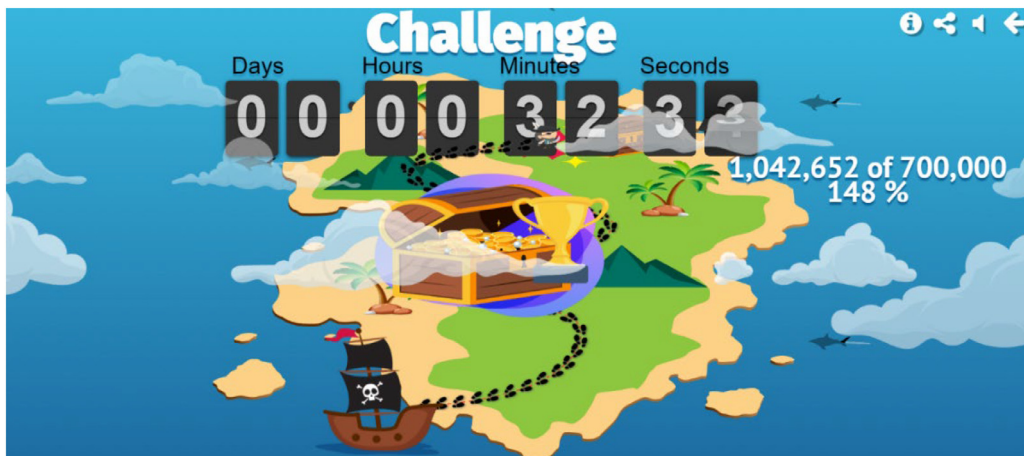 Challenge
Days Hours Minutes Seconds
00 00 32 33
1,042,652 of 700,000
148 %